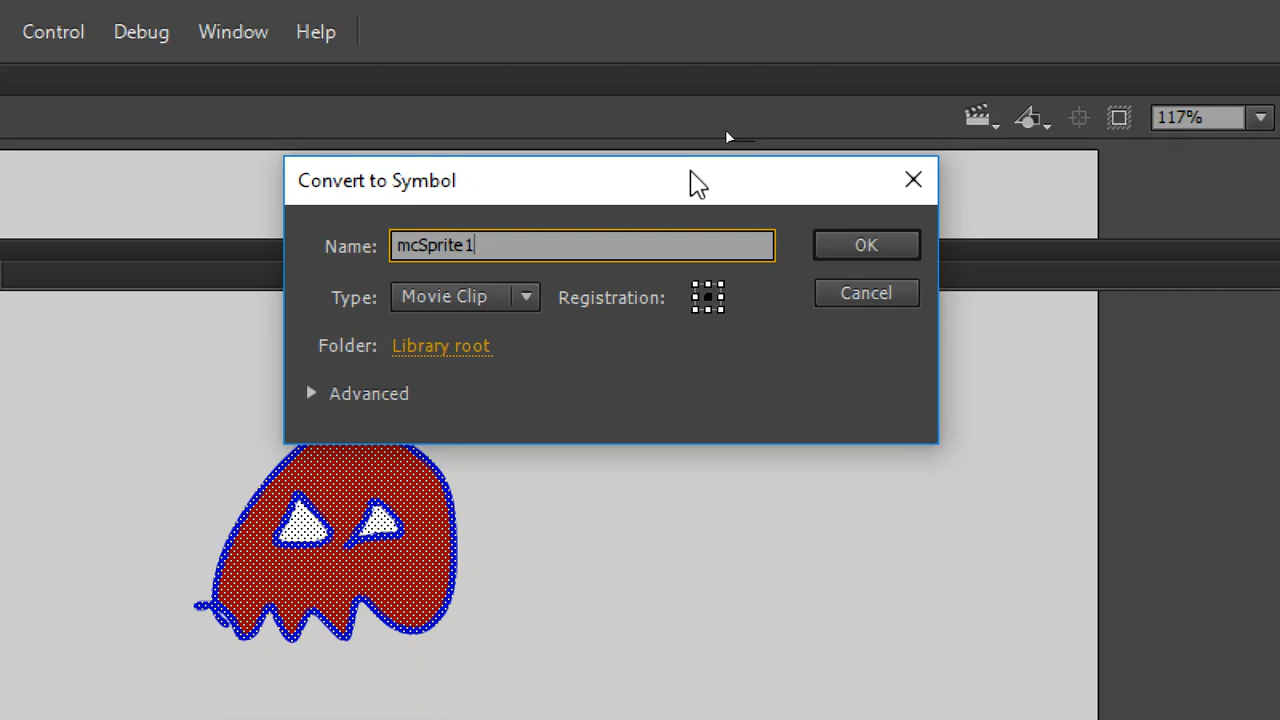 Control Debug Window Help
117%
Convert to Symbol
Name: mcSprite1 OK
Type: Movie Clip Registration: Cancel
Folder: Library root
Advanced